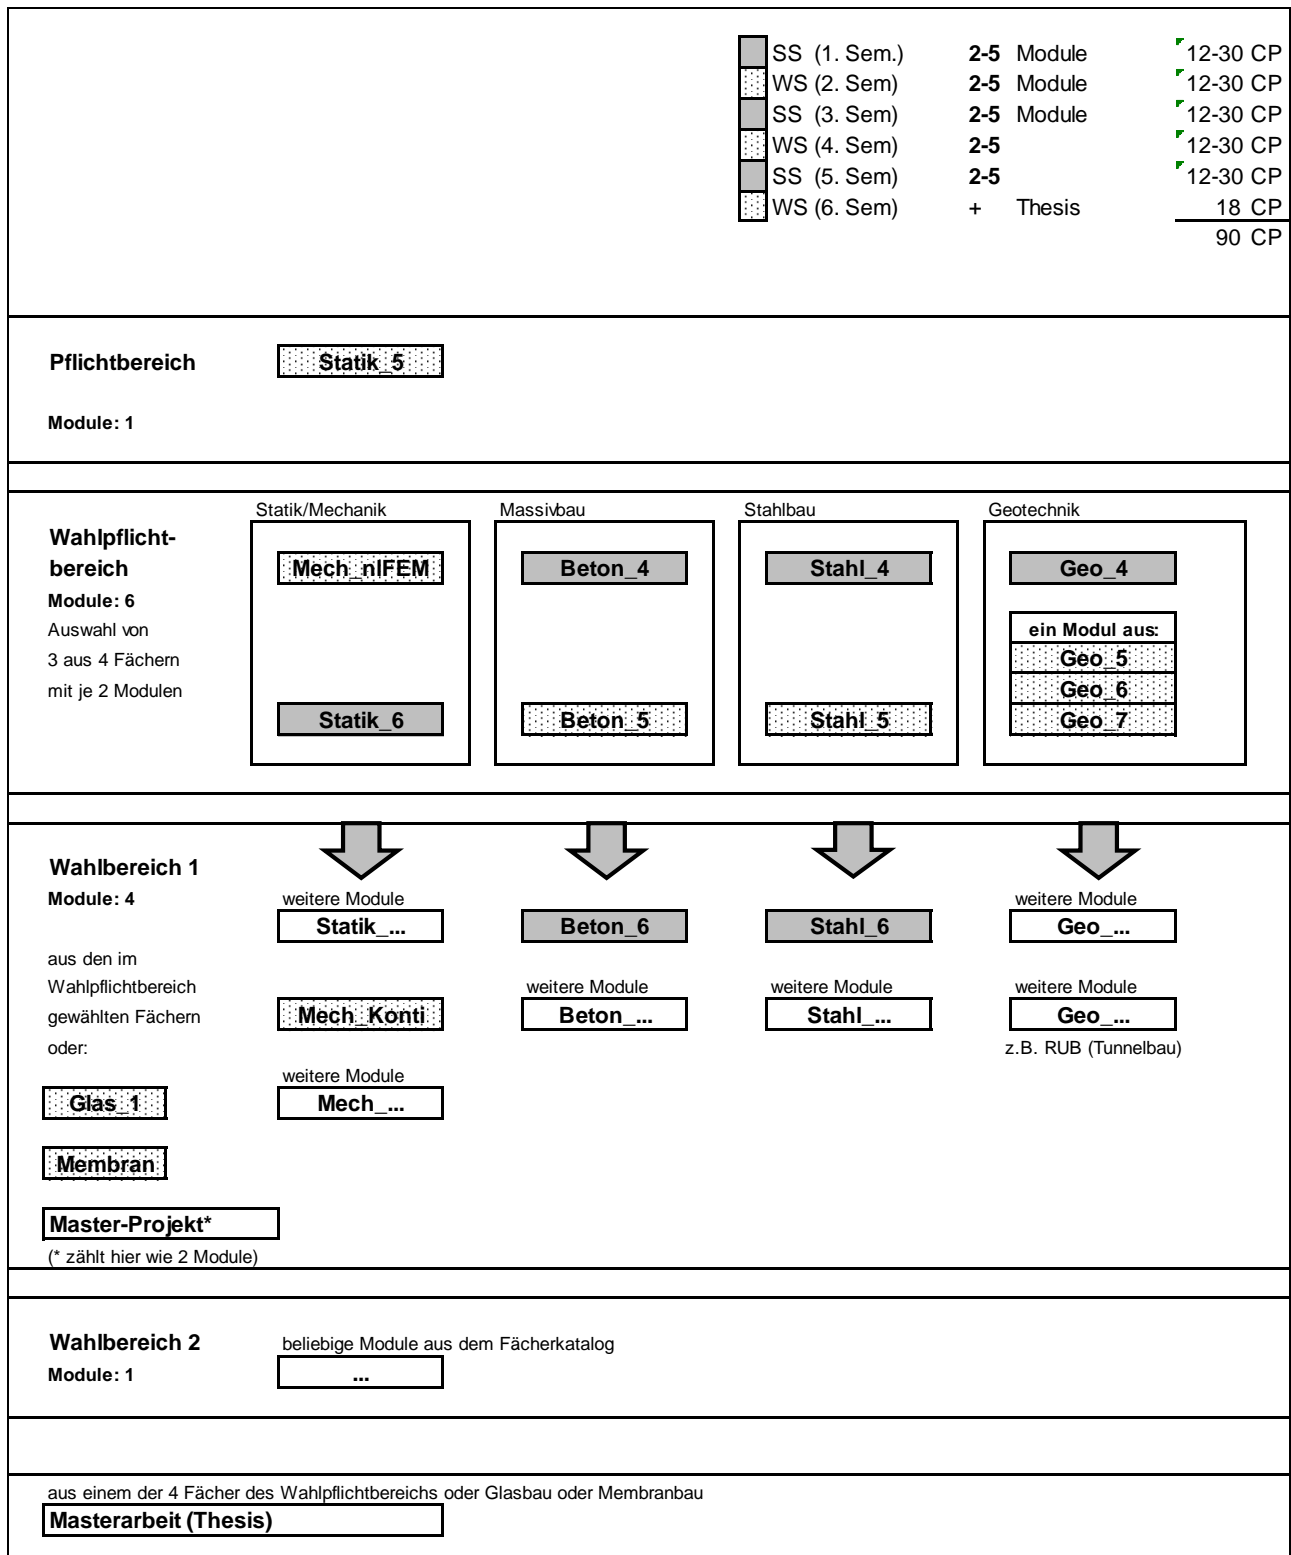 SS (1. Sem.) 2-5 Module 12-30 CP
WS (2. Sem) 2-5 Module 12-30 CP
SS (3. Sem) 2-5 Module 12-30 CP
WS (4. Sem) 2-5 12-30 CP
SS (5. Sem) 2-5 12-30 CP
WS (6. Sem) + Thesis 18 CP
90 CP
Pflichtbereich Statik_5
Module: 1
Statik/Mechanik Massivbau Stahlbau Geotechnik
Wahlpflicht-
bereich Mech_nlFEM Beton_4 Stahl_4 Geo_4
Module: 6
Auswahl von ein Modul aus:
3 aus 4 Fächern Geo_5
mit je 2 Modulen Geo_6
Statik_6 Beton_5 Stahl_5 Geo_7
Wahlbereich 1
Module: 4 weitere Module weitere Module
Statik_... Beton_6 Stahl_6 Geo_...
aus den im
Wahlpflichtbereich weitere Module weitere Module weitere Module
gewählten Fächern Mech_Konti Beton_... Stahl_... Geo_...
oder: z.B. RUB (Tunnelbau)
weitere Module
Glas_1 Mech_...
Membran
Master-Projekt*
(* zählt hier wie 2 Module)
Wahlbereich 2 beliebige Module aus dem Fächerkatalog
Module: 1 ...
aus einem der 4 Fächer des Wahlpflichtbereichs oder Glasbau oder Membranbau
Masterarbeit (Thesis)